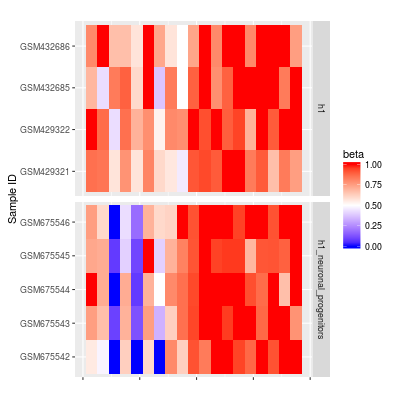 Sample ID
GSM432686
GSM432685
GSM429322
GSM429321
h1
GSM675546
GSM675545
GSM675544
GSM675543
GSM675542
h1_neuronal_progenitors
beta
1.00
0.75
0.50
0.25
0.00